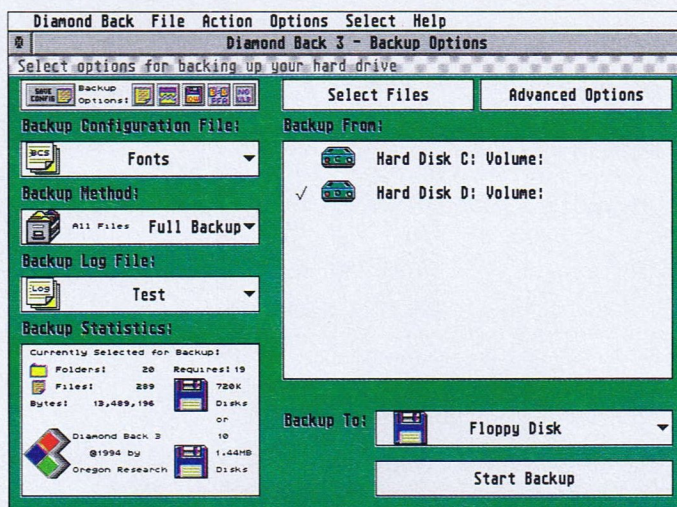 Diamond Back File Action Options Select Help
Diamond Back 3 - Backup Options
Select options for backing up your hard drive
SAVE CONFIG Backup Options:
Select Files
Advanced Options
Backup Configuration File:
Backup From:
BCS Fonts
Hard Disk C: Volume:
✓ Hard Disk D: Volume:
Backup Method:
All Files Full Backup
Backup Log File:
Log Test
Backup Statistics:
Currently Selected for Backup:
Folders: 20 Requires: 19
Files: 289 720K
Bytes: 13,489,196 Disks
or
Diamond Back 3 10
©1994 by 1.44MB
Oregon Research Disks
Backup To: Floppy Disk
Start Backup